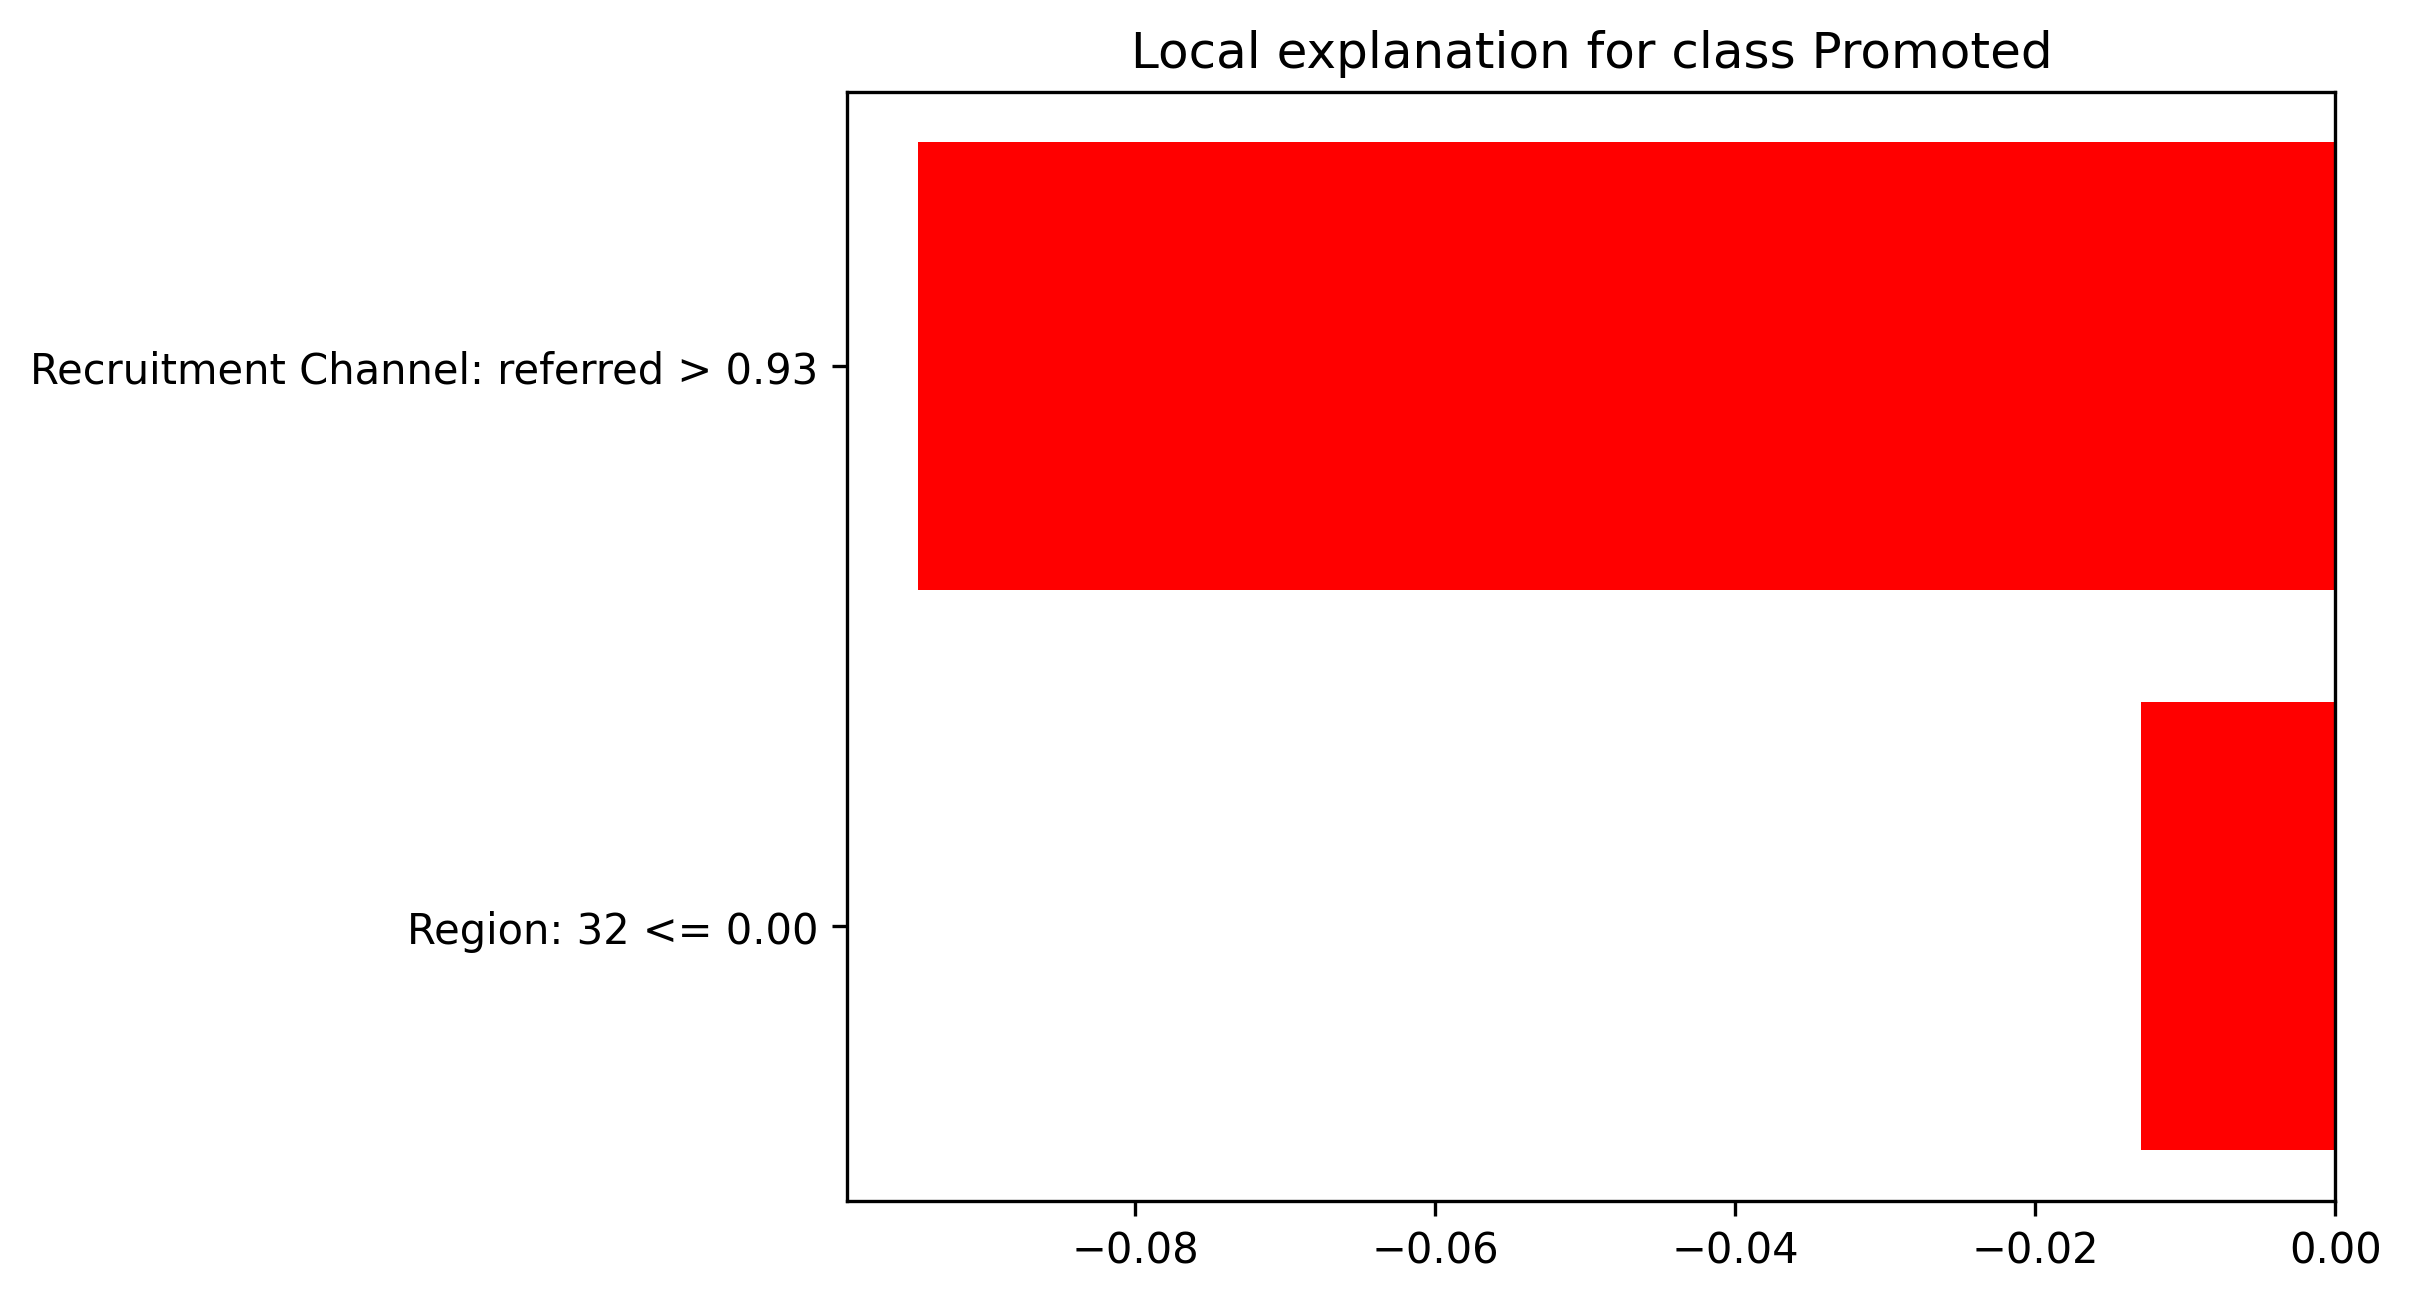 Local explanation for class Promoted
Recruitment Channel: referred > 0.93
Region: 32 <= 0.00
−0.08 −0.06 −0.04 −0.02 0.00